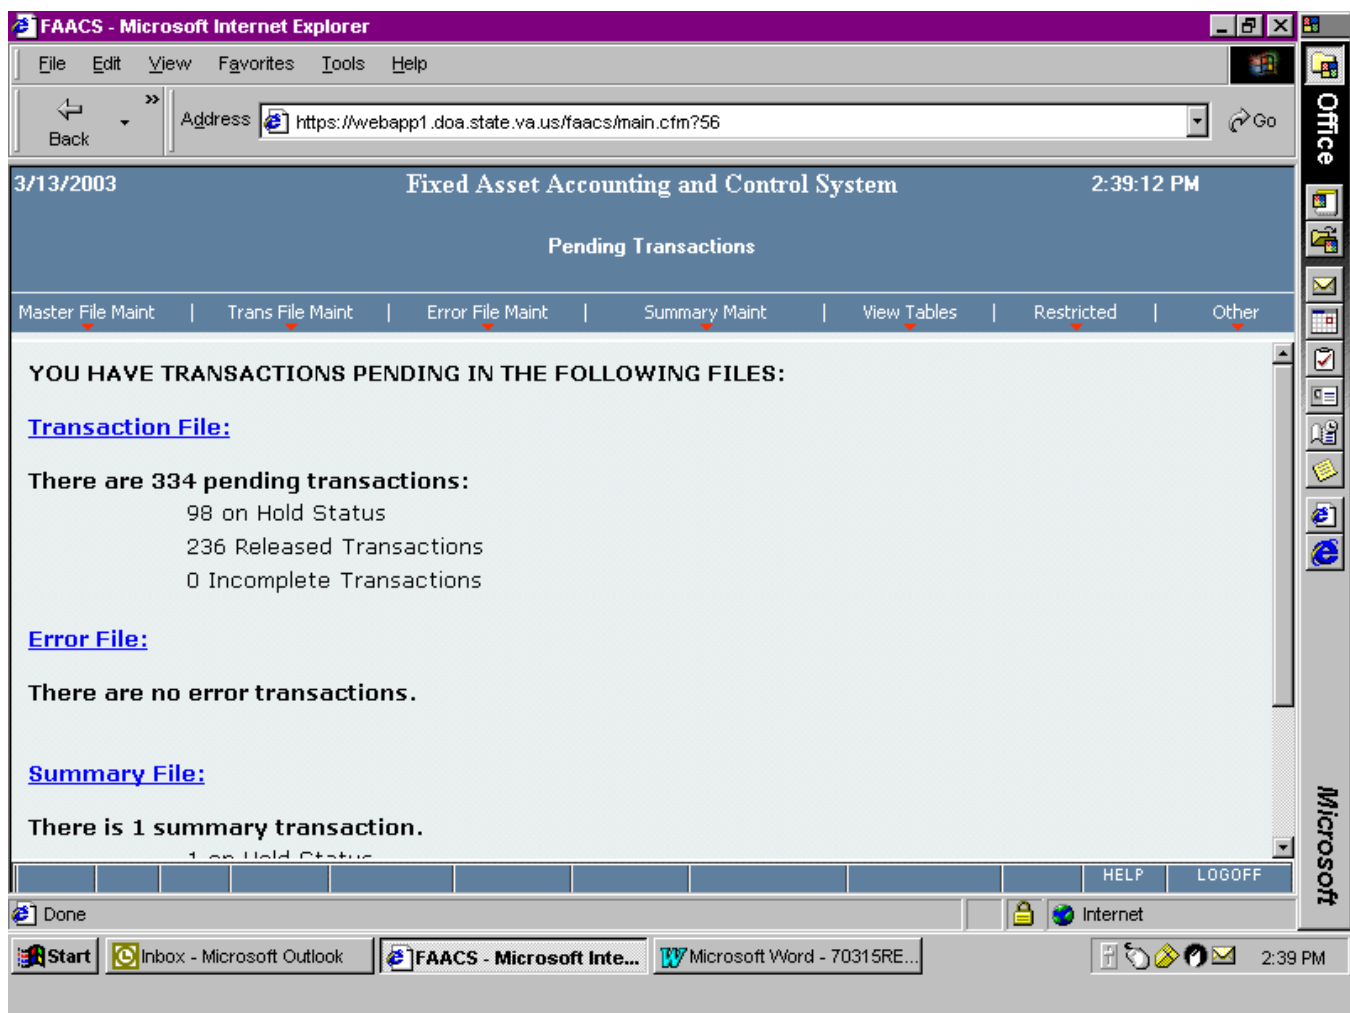 FAACS - Microsoft Internet Explorer
File Edit View Favorites Tools Help
Back » Address https://webapp1.doa.state.va.us/faacs/main.cfm?56 Go
3/13/2003 Fixed Asset Accounting and Control System 2:39:12 PM
Pending Transactions
Master File Maint | Trans File Maint | Error File Maint | Summary Maint | View Tables | Restricted | Other
YOU HAVE TRANSACTIONS PENDING IN THE FOLLOWING FILES:
Transaction File:
There are 334 pending transactions:
98 on Hold Status
236 Released Transactions
0 Incomplete Transactions
Error File:
There are no error transactions.
Summary File:
There is 1 summary transaction.
1 on Hold Status
HELP LOGOFF
Done Internet
Start Inbox - Microsoft Outlook FAACS - Microsoft Inte... Microsoft Word - 70315RE... 2:39 PM
Office
Microsoft